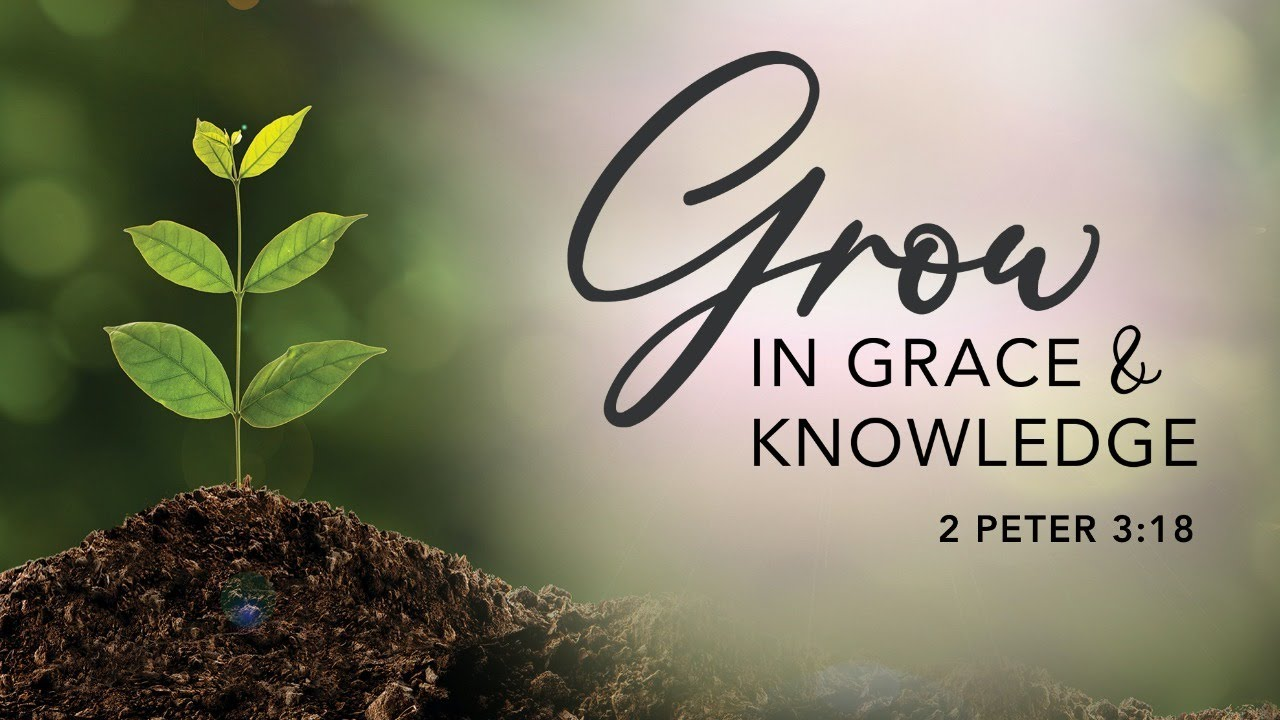 Grow
IN GRACE &
KNOWLEDGE
2 PETER 3:18